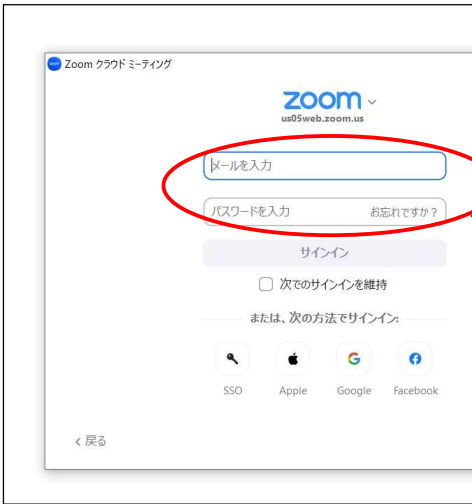 Zoom クラウド ミーティング
zoom
us05web.zoom.us
メールを入力
パスワードを入力 お忘れですか？
サインイン
次でのサインインを維持
または、次の方法でサインイン:
SSO Apple Google Facebook
戻る